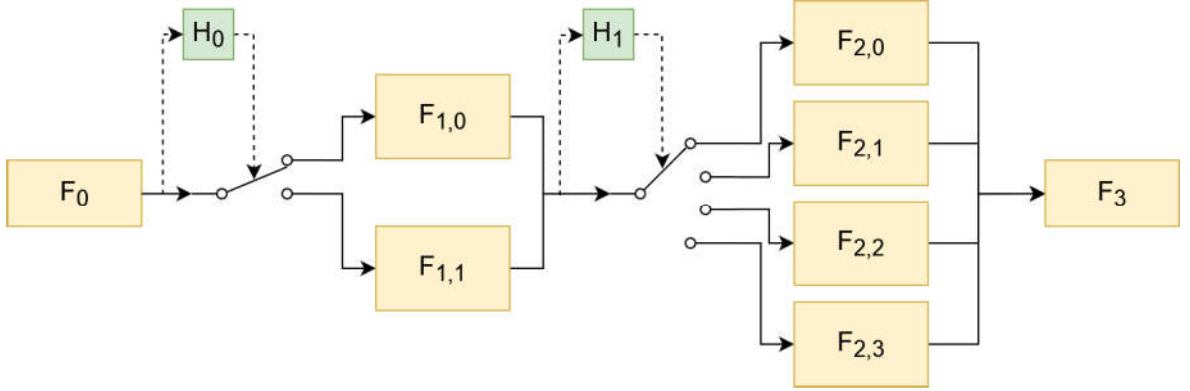 H₀
H₁
F₂,₀
F₁,₀
F₂,₁
F₀
F₃
F₁,₁
F₂,₂
F₂,₃